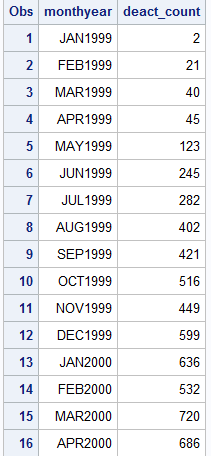 Obs monthyear deact_count
1 JAN1999 2
2 FEB1999 21
3 MAR1999 40
4 APR1999 45
5 MAY1999 123
6 JUN1999 245
7 JUL1999 282
8 AUG1999 402
9 SEP1999 421
10 OCT1999 516
11 NOV1999 449
12 DEC1999 599
13 JAN2000 636
14 FEB2000 532
15 MAR2000 720
16 APR2000 686